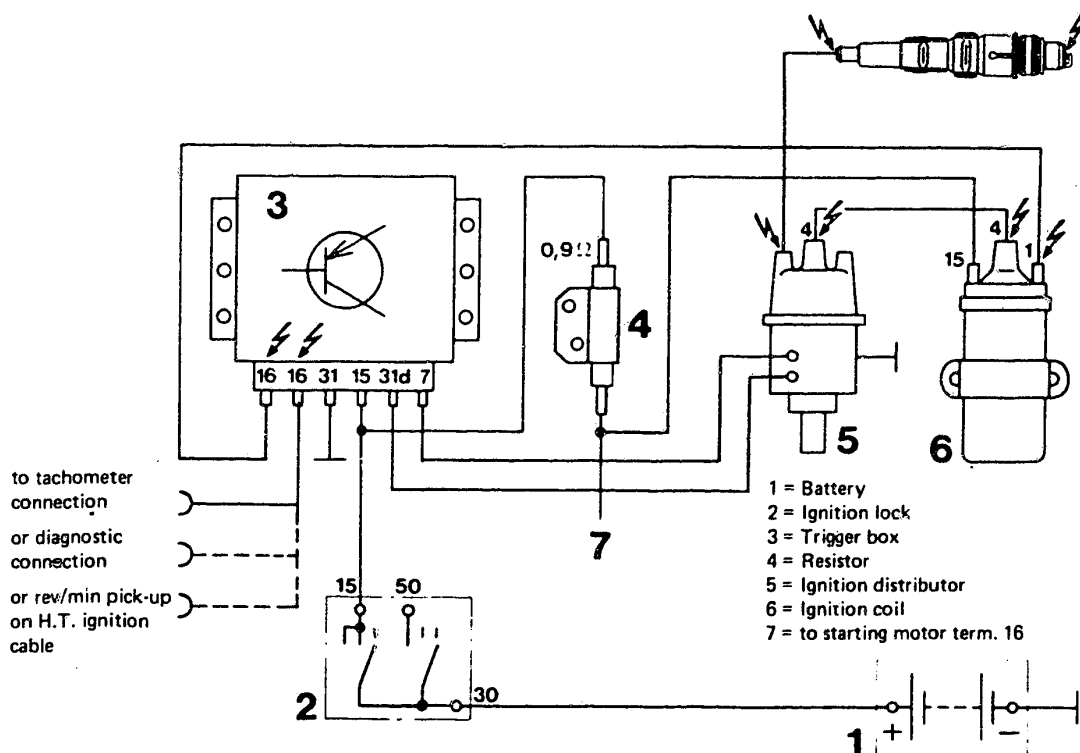 3
0,9Ω
4
4
4
15
1
16 16 31 15 31d 7
5
6
to tachometer
connection
or diagnostic
connection
or rev/min pick-up
on H.T. ignition
cable
7
1 = Battery
2 = Ignition lock
3 = Trigger box
4 = Resistor
5 = Ignition distributor
6 = Ignition coil
7 = to starting motor term. 16
15
50
2
30
1
+
−